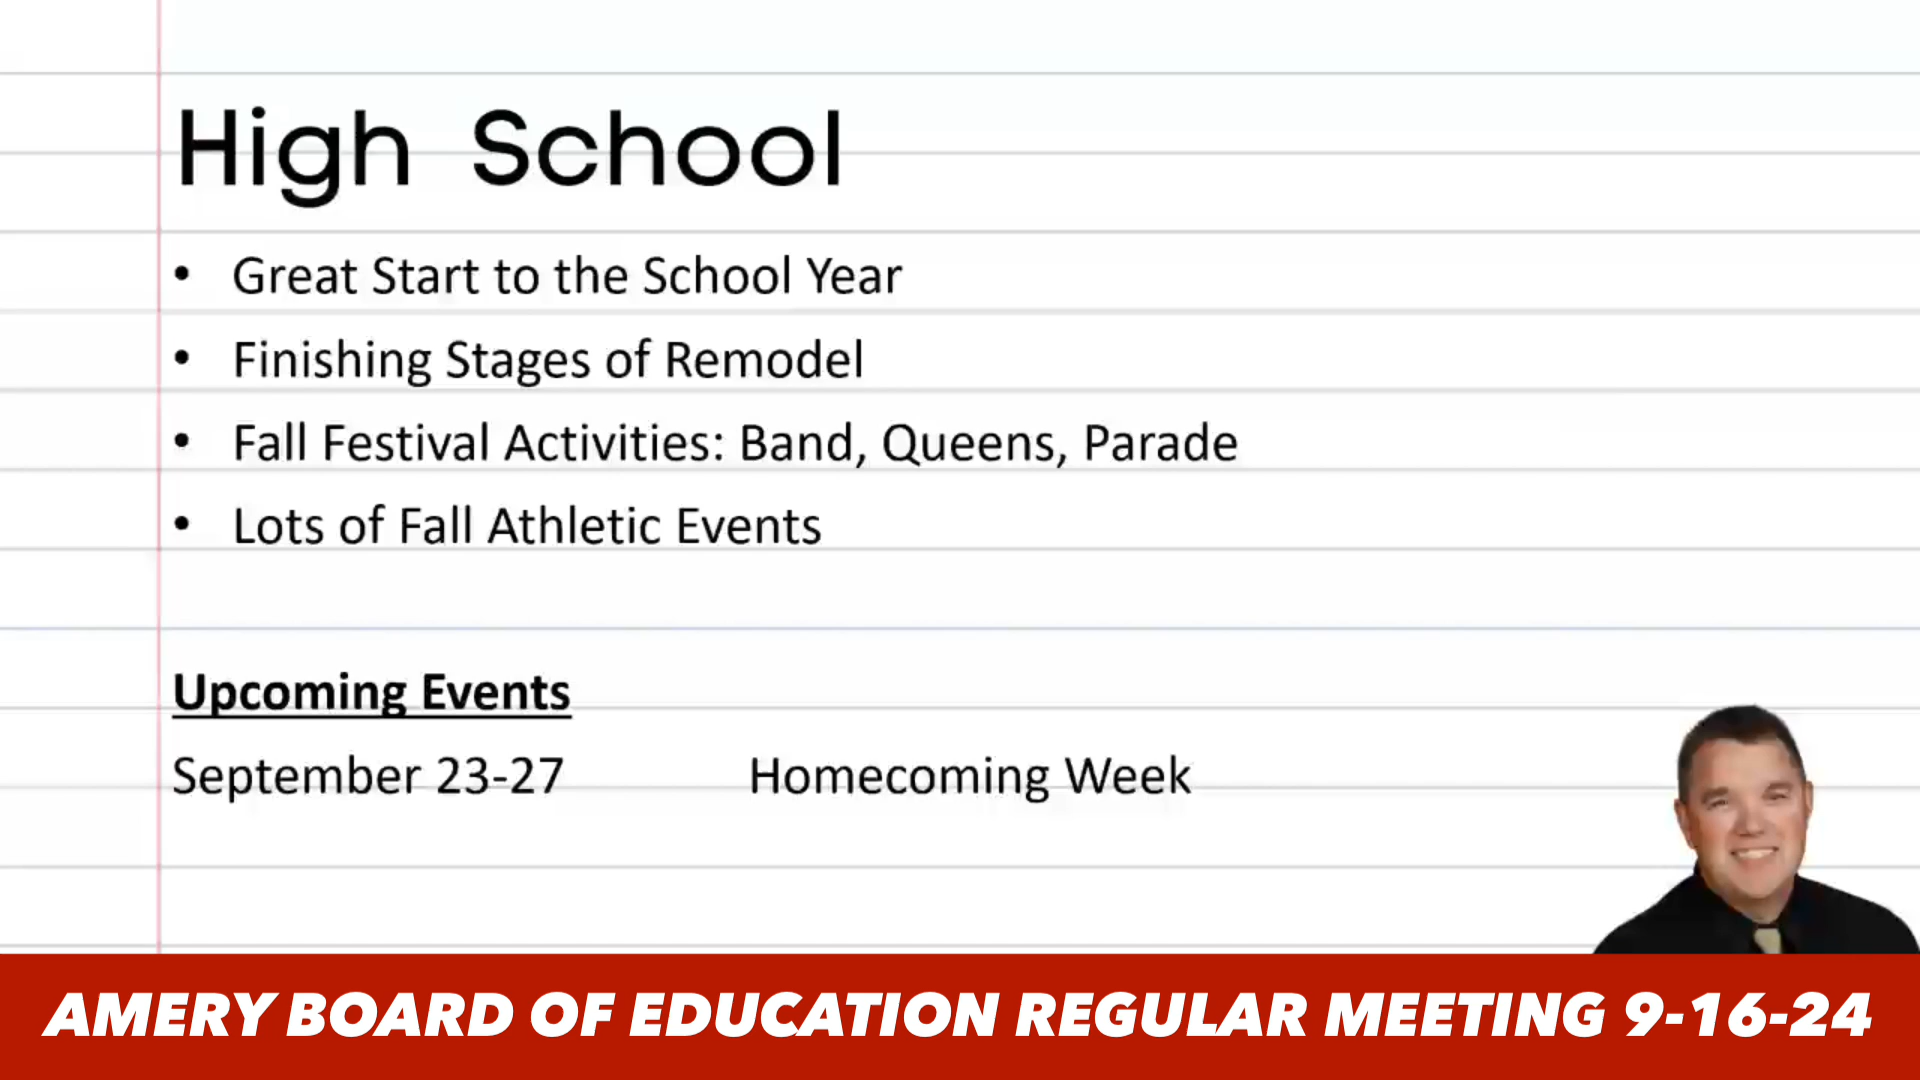 High School
• Great Start to the School Year
• Finishing Stages of Remodel
• Fall Festival Activities: Band, Queens, Parade
• Lots of Fall Athletic Events
Upcoming Events
September 23-27 Homecoming Week
AMERY BOARD OF EDUCATION REGULAR MEETING 9-16-24